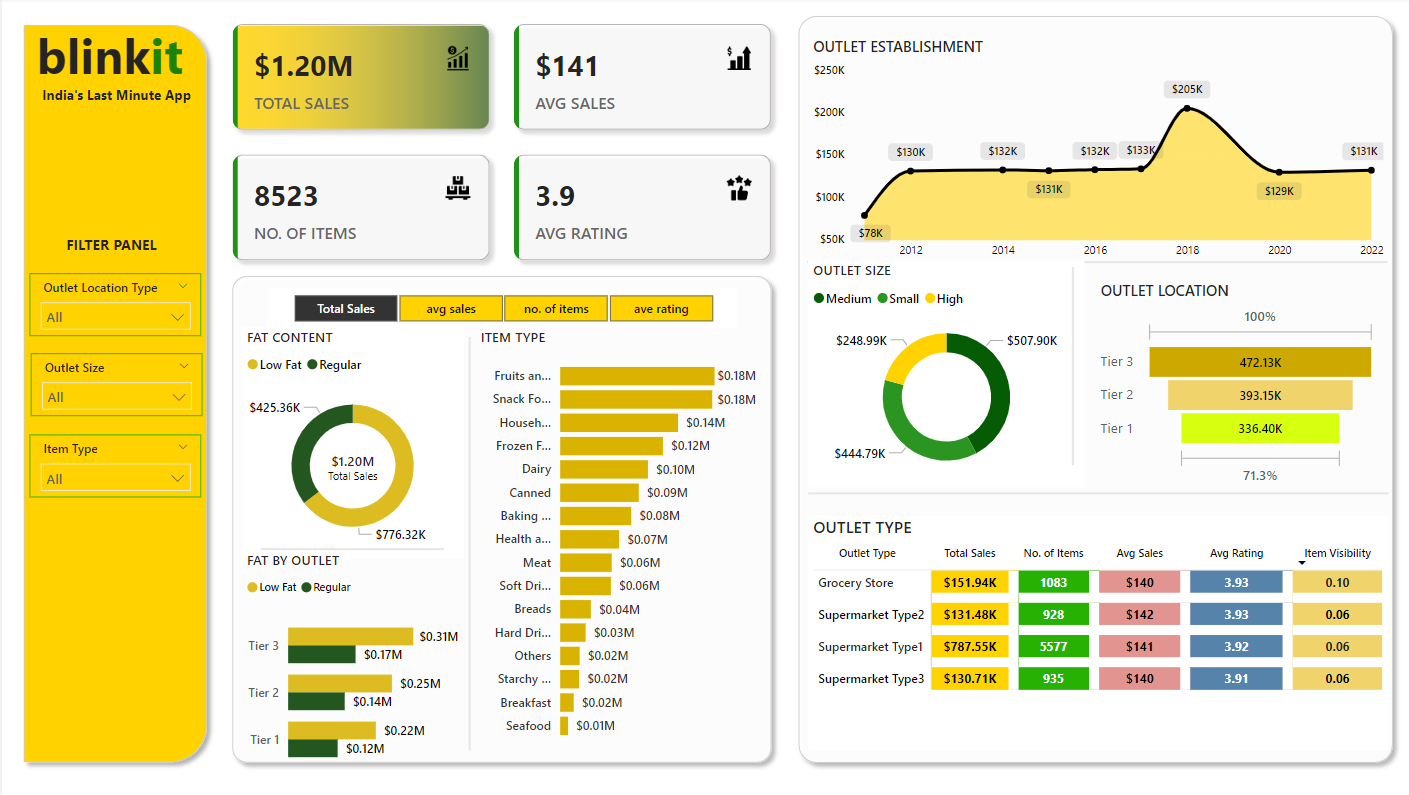 blinkit
India's Last Minute App
FILTER PANEL
Outlet Location Type
All
Outlet Size
All
Item Type
All
$1.20M
TOTAL SALES
$141
AVG SALES
8523
NO. OF ITEMS
3.9
AVG RATING
Total Sales avg sales no. of items ave rating
FAT CONTENT
Low Fat Regular
$425.36K
$1.20M
Total Sales
$776.32K
FAT BY OUTLET
Low Fat Regular
Tier 3 $0.31M
$0.17M
Tier 2 $0.25M
$0.14M
Tier 1 $0.22M
$0.12M
ITEM TYPE
Fruits an... $0.18M
Snack Fo... $0.18M
Househ... $0.14M
Frozen F... $0.12M
Dairy $0.10M
Canned $0.09M
Baking ... $0.08M
Health a... $0.07M
Meat $0.06M
Soft Dri... $0.06M
Breads $0.04M
Hard Dri... $0.03M
Others $0.02M
Starchy ... $0.02M
Breakfast $0.02M
Seafood $0.01M
OUTLET ESTABLISHMENT
$250K
$200K
$150K
$100K
$50K
$78K
$130K
$132K
$131K
$132K
$133K
$205K
$129K
$131K
2012 2014 2016 2018 2020 2022
OUTLET SIZE
Medium Small High
$248.99K
$507.90K
$444.79K
OUTLET LOCATION
100%
Tier 3 472.13K
Tier 2 393.15K
Tier 1 336.40K
71.3%
OUTLET TYPE
Outlet Type Total Sales No. of Items Avg Sales Avg Rating Item Visibility
Grocery Store $151.94K 1083 $140 3.93 0.10
Supermarket Type2 $131.48K 928 $142 3.93 0.06
Supermarket Type1 $787.55K 5577 $141 3.92 0.06
Supermarket Type3 $130.71K 935 $140 3.91 0.06